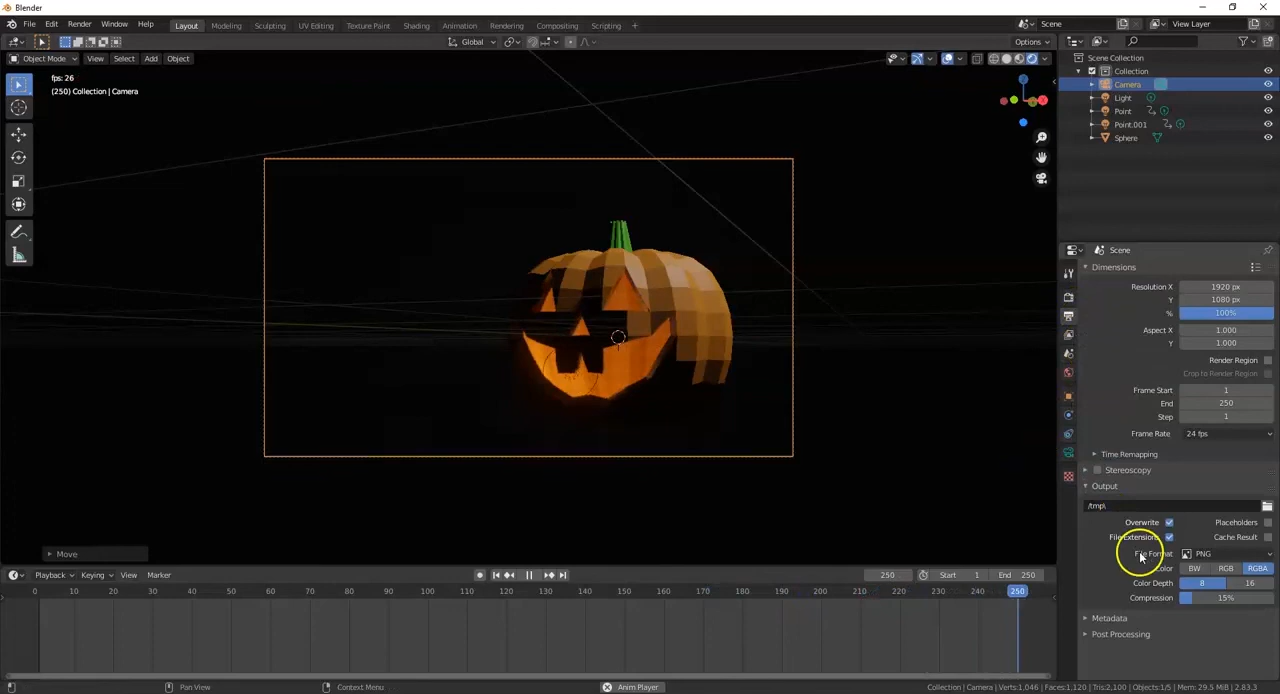 Blender
File Edit Render Window Help Layout Modeling Sculpting UV Editing Texture Paint Shading Animation Rendering Compositing Scripting + Scene View Layer
Global Options
Object Mode View Select Add Object
fps: 26
(250) Collection | Camera
Scene Collection
Collection
Camera
Light
Point
Point.001
Sphere
Scene
Dimensions
Resolution X 1920 px
Y 1080 px
% 100%
Aspect X 1.000
Y 1.000
Render Region
Crop to Render Region
Frame Start 1
End 250
Step 1
Frame Rate 24 fps
Time Remapping
Stereoscopy
Output
/tmp\
Overwrite Placeholders
File Extensions Cache Result
File Format PNG
Color BW RGB RGBA
Color Depth 8 16
Compression 15%
Metadata
Post Processing
Move
Playback Keying View Marker 250 Start 1 End 250
0 10 20 30 40 50 60 70 80 90 100 110 120 130 140 150 160 170 180 190 200 210 220 230 240 250
Pan View Context Menu Anim Player Collection | Camera | Verts:1,046 | Faces:1,120 | Tris:2,100 | Objects:1/5 | Mem: 29.5 MiB | 2.83.3